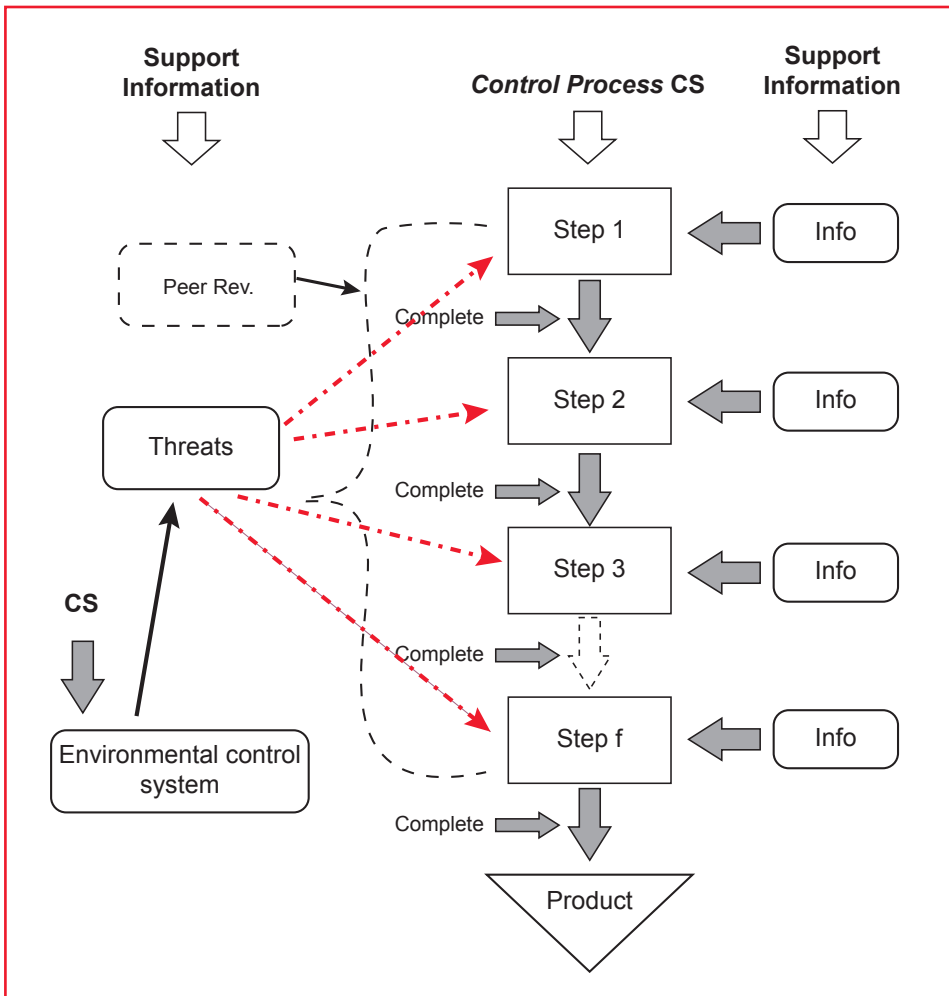 Support
Information
Control Process CS
Support
Information
Step 1
Info
Peer Rev.
Complete
Step 2
Info
Threats
Complete
Step 3
Info
CS
Complete
Step f
Info
Environmental control
system
Complete
Product